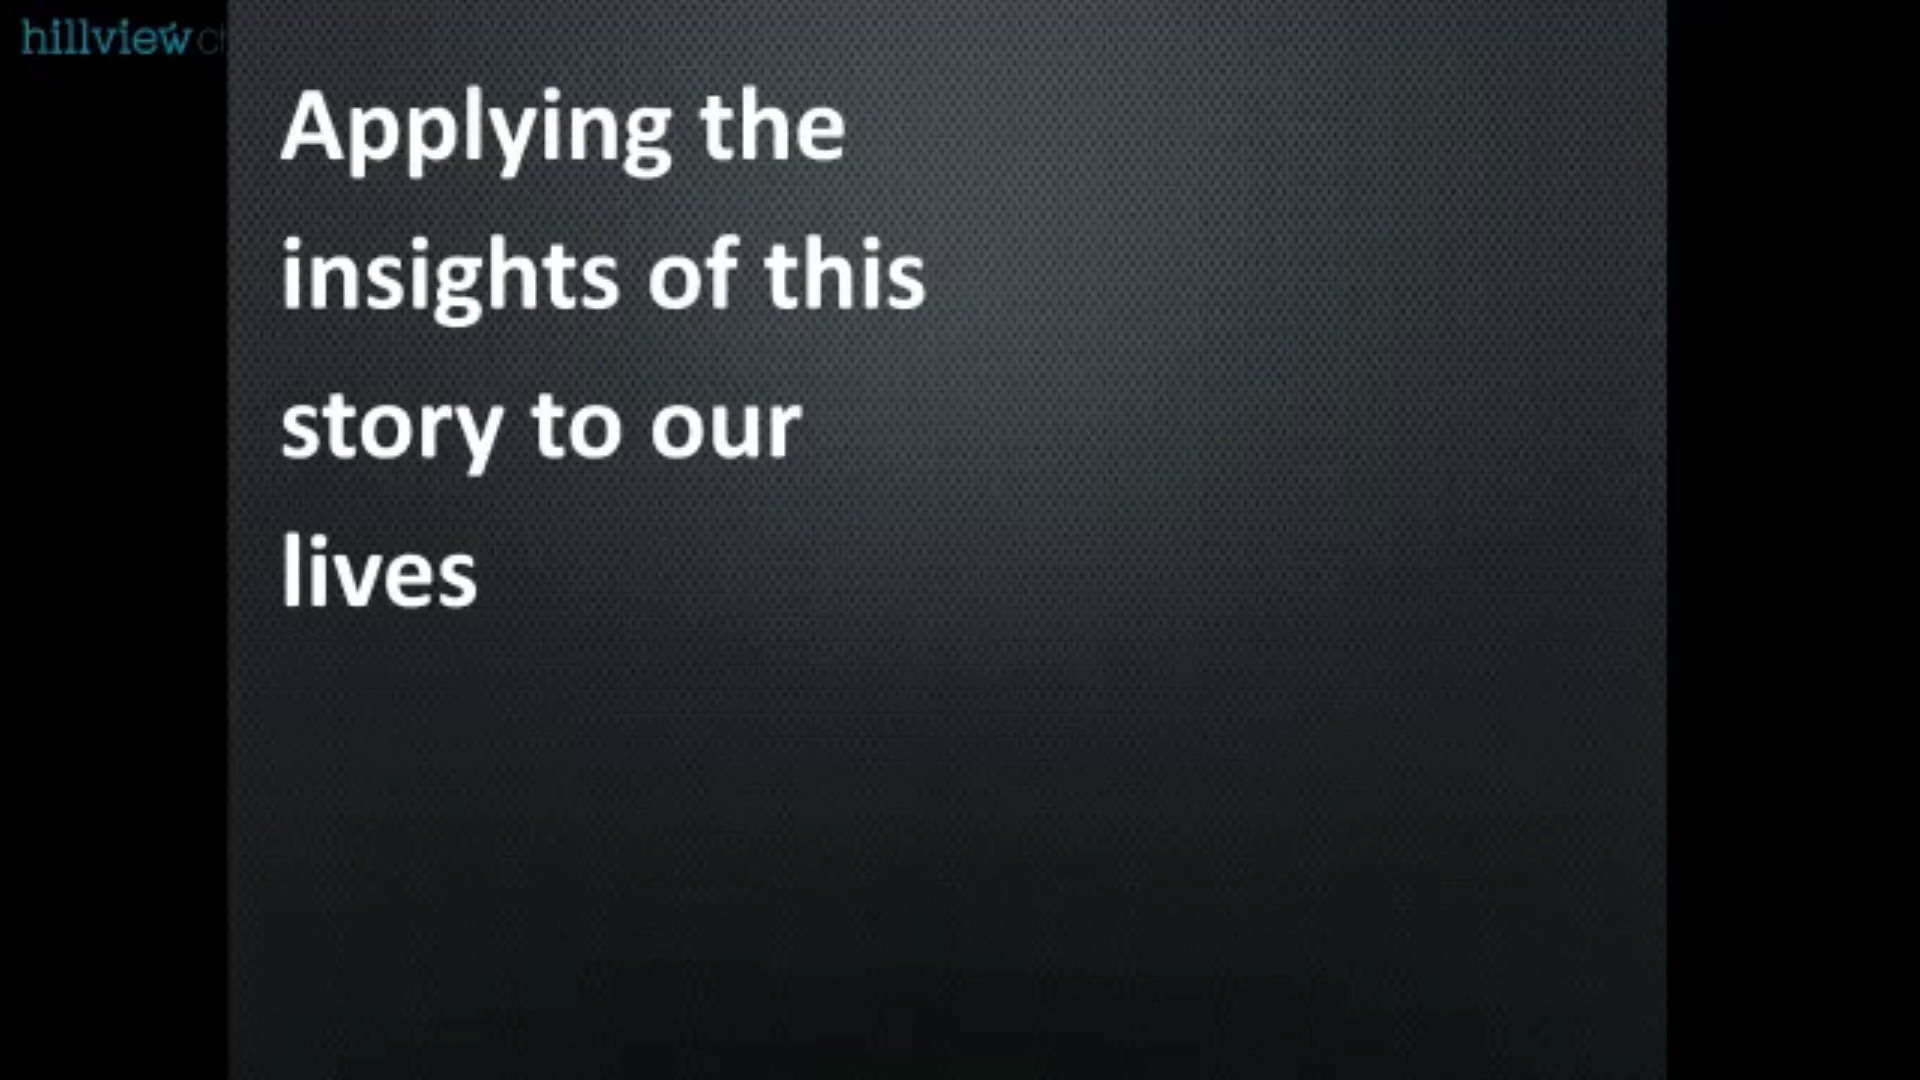 hillview
Applying the
insights of this
story to our
lives